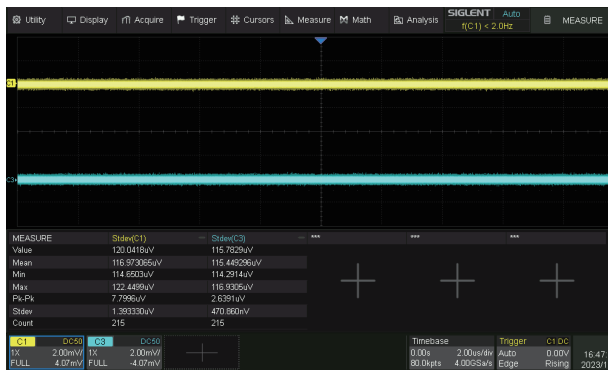 Utility Display Acquire Trigger Cursors Measure Math Analysis SIGLENT Auto MEASURE
f(C1) < 2.0Hz
C1
C3
MEASURE Stdev(C1) Stdev(C3) *** *** ***
Value 120.0418uV 115.7829uV
Mean 116.973065uV 115.449296uV
Min 114.6503uV 114.2914uV
Max 122.4499uV 116.9305uV
Pk-Pk 7.7996uV 2.6391uV
Stdev 1.393330uV 470.860nV
Count 215 215
C1 DC50 C3 DC50 Timebase Trigger C1 DC
1X 2.00mV/ 1X 2.00mV/ 0.00s 2.00us/div Auto 0.00V 16:47
FULL 4.07mV FULL -4.07mV 80.0kpts 4.00GSa/s Edge Rising 2023/1